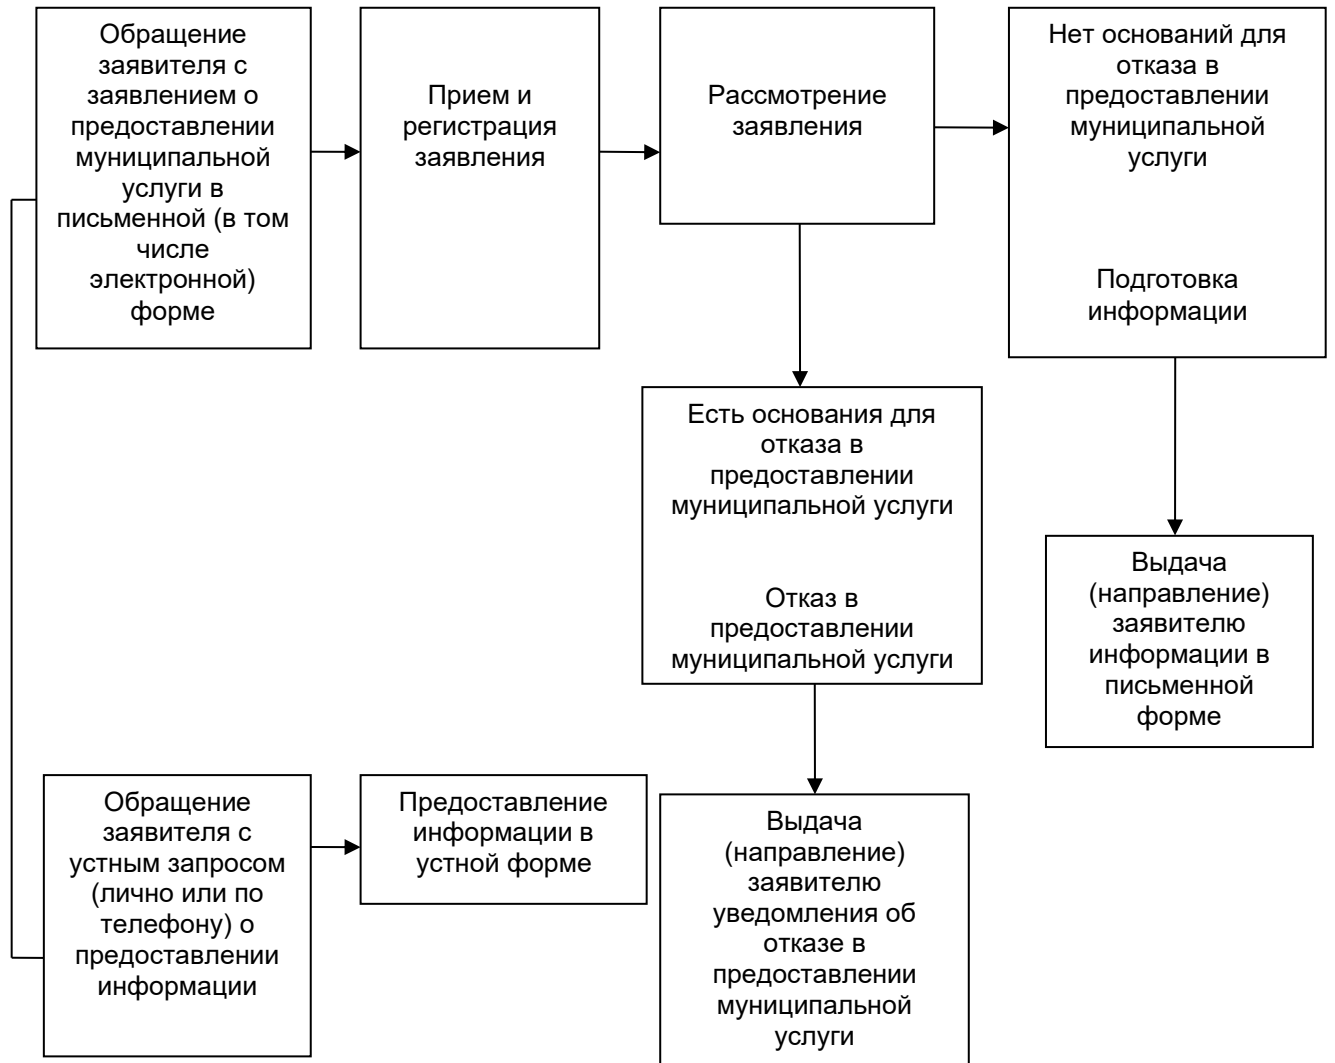 Обращение
заявителя с
заявлением о
предоставлении
муниципальной
услуги в
письменной (в том
числе
электронной)
форме
Прием и
регистрация
заявления
Рассмотрение
заявления
Нет оснований для
отказа в
предоставлении
муниципальной
услуги
Подготовка
информации
Есть основания для
отказа в
предоставлении
муниципальной услуги
Отказ в
предоставлении
муниципальной услуги
Выдача
(направление)
заявителю
информации в
письменной
форме
Обращение
заявителя с
устным запросом
(лично или по
телефону) о
предоставлении
информации
Предоставление
информации в
устной форме
Выдача
(направление)
заявителю
уведомления об
отказе в
предоставлении
муниципальной
услуги